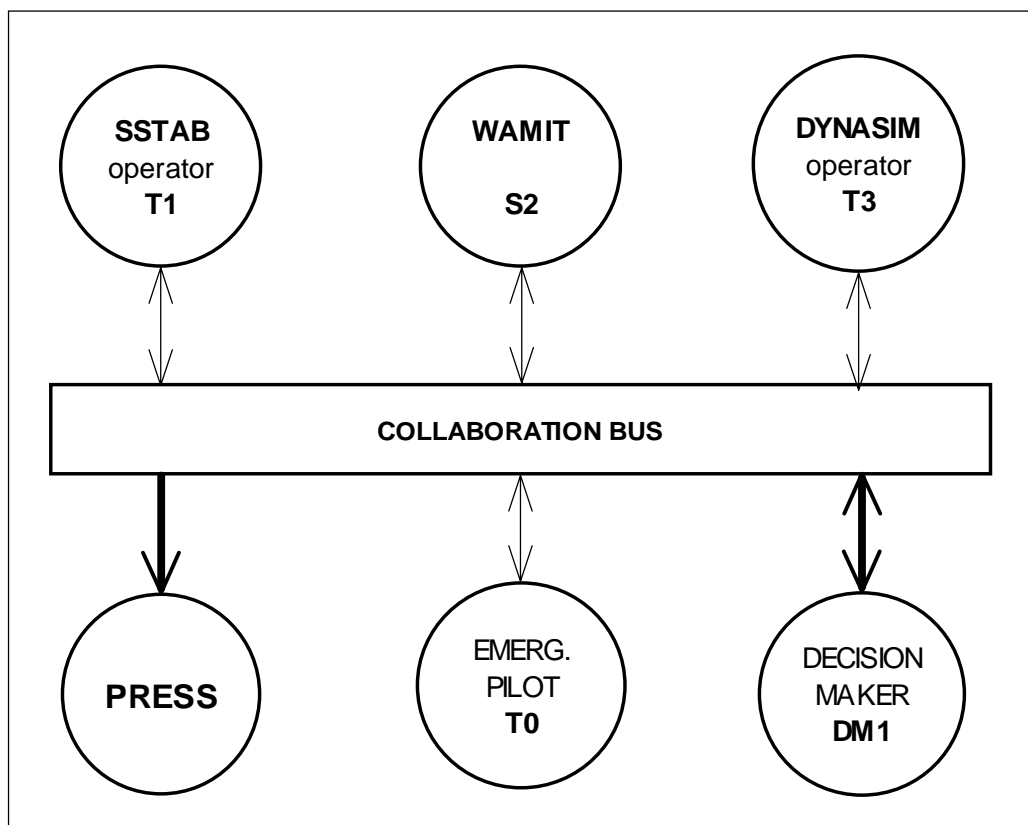 SSTAB
operator
T1
WAMIT
S2
DYNASIM
operator
T3
COLLABORATION BUS
PRESS
EMERG.
PILOT
T0
DECISION
MAKER
DM1